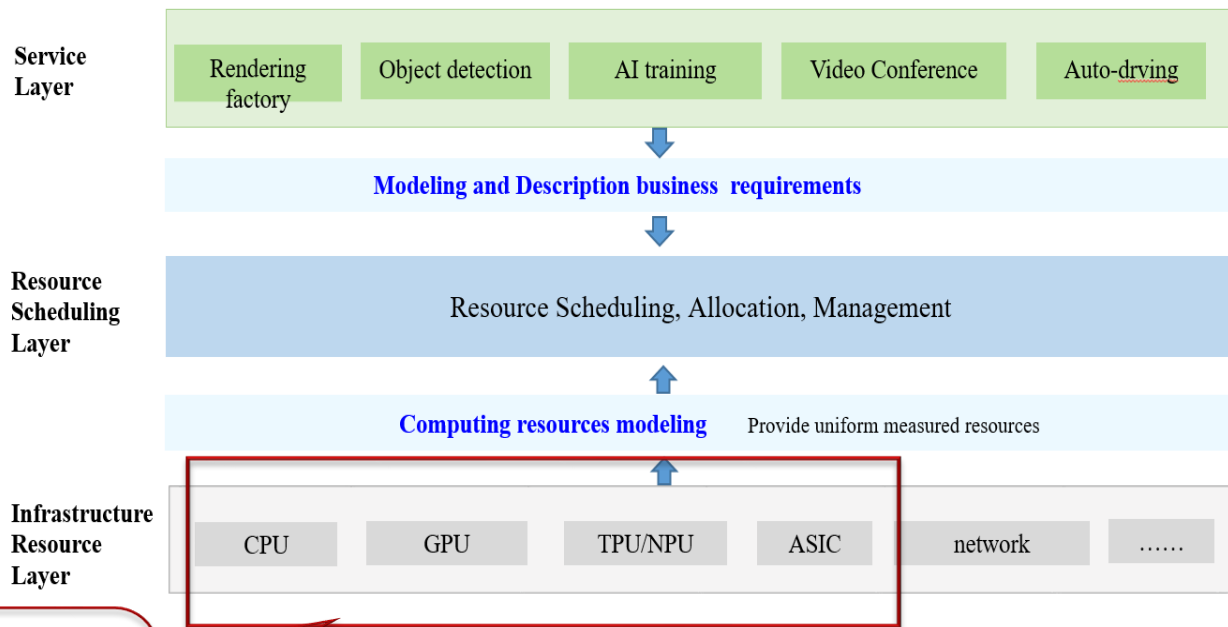 Service
Layer
Rendering
factory
Object detection
AI training
Video Conference
Auto-drving
Modeling and Description business requirements
Resource
Scheduling
Layer
Resource Scheduling, Allocation, Management
Computing resources modeling
Provide uniform measured resources
Infrastructure
Resource
Layer
CPU
GPU
TPU/NPU
ASIC
network
……